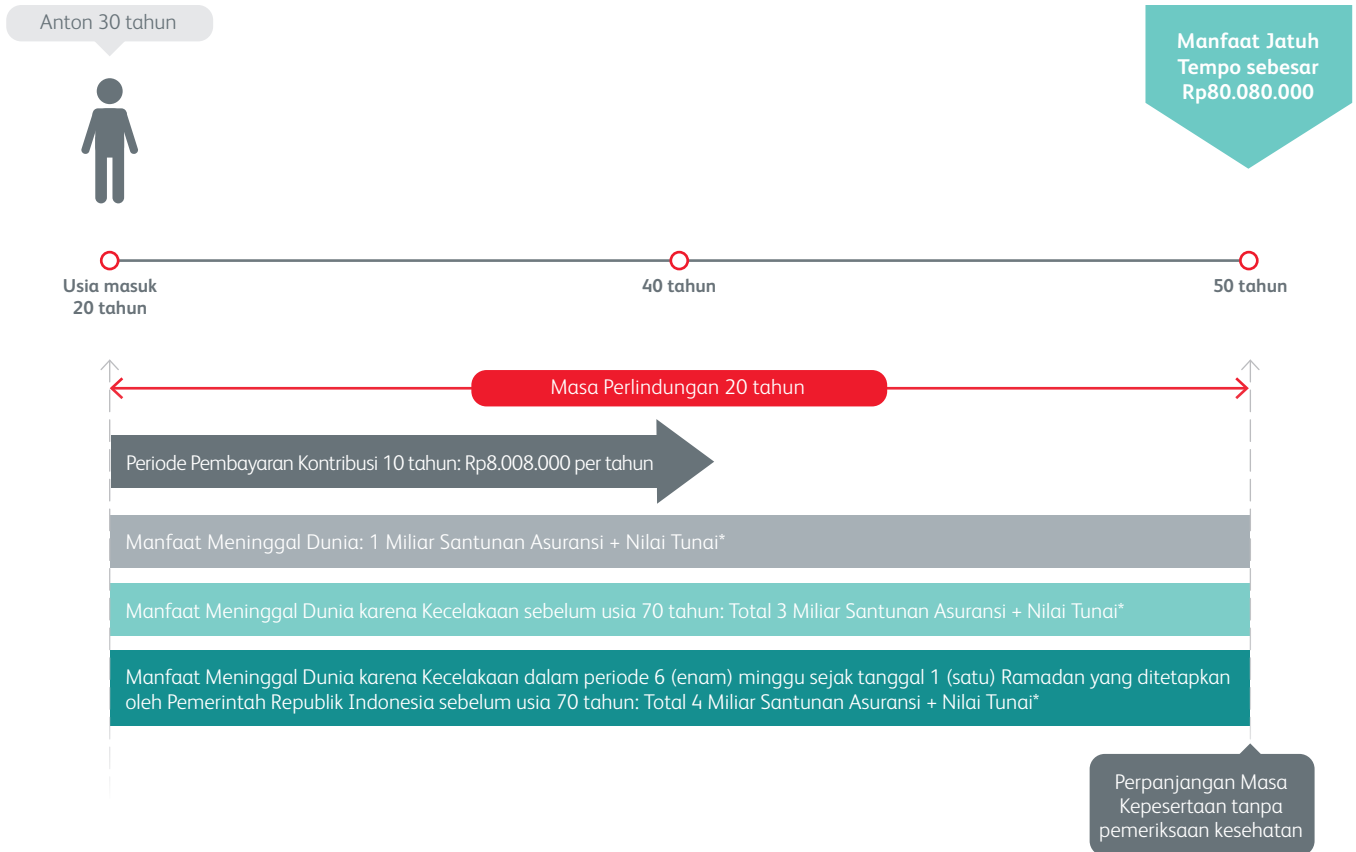 Anton 30 tahun
Manfaat Jatuh
Tempo sebesar
Rp80.080.000
Usia masuk
20 tahun
40 tahun
50 tahun
Masa Perlindungan 20 tahun
Periode Pembayaran Kontribusi 10 tahun: Rp8.008.000 per tahun
Manfaat Meninggal Dunia: 1 Miliar Santunan Asuransi + Nilai Tunai*
Manfaat Meninggal Dunia karena Kecelakaan sebelum usia 70 tahun: Total 3 Miliar Santunan Asuransi + Nilai Tunai*
Manfaat Meninggal Dunia karena Kecelakaan dalam periode 6 (enam) minggu sejak tanggal 1 (satu) Ramadan yang ditetapkan
oleh Pemerintah Republik Indonesia sebelum usia 70 tahun: Total 4 Miliar Santunan Asuransi + Nilai Tunai*
Perpanjangan Masa
Kepesertaan tanpa
pemeriksaan kesehatan